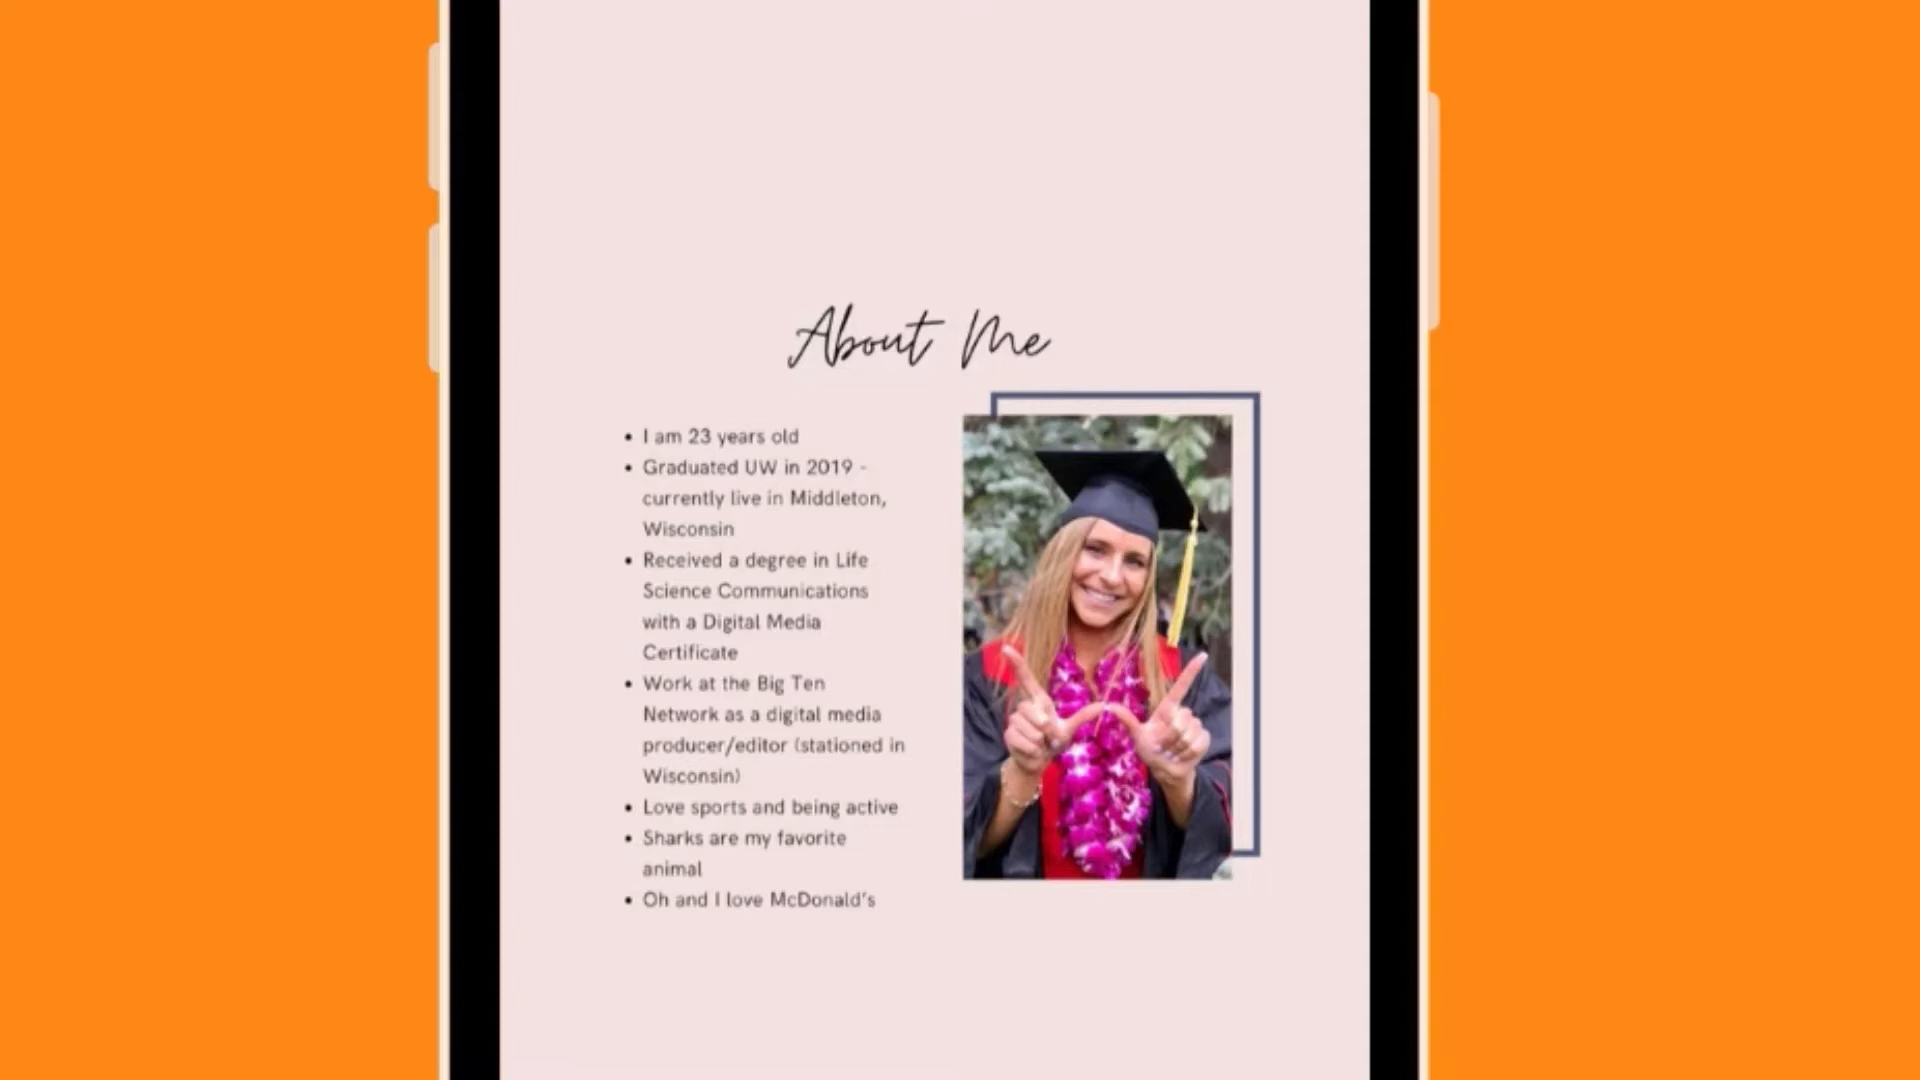 About Me
• I am 23 years old
• Graduated UW in 2019 -
currently live in Middleton,
Wisconsin
• Received a degree in Life
Science Communications
with a Digital Media
Certificate
• Work at the Big Ten
Network as a digital media
producer/editor (stationed in
Wisconsin)
• Love sports and being active
• Sharks are my favorite
animal
• Oh and I love McDonald's